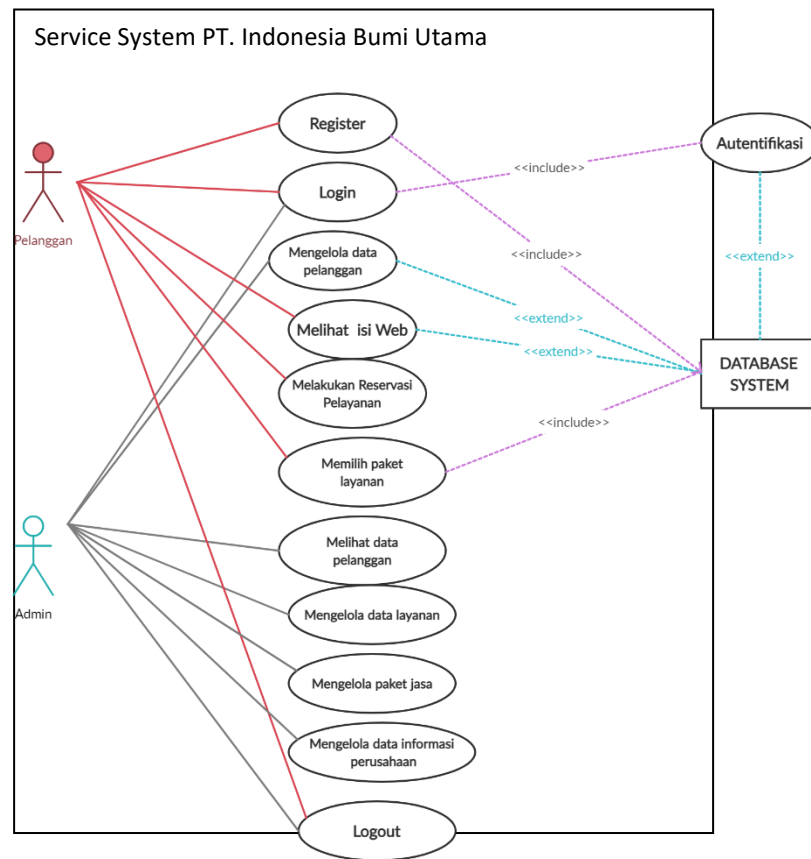 Service System PT. Indonesia Bumi Utama
Register
Autentifikasi
<<include>>
Login
Pelanggan
Mengelola data
pelanggan
<<include>>
<<extend>>
<<extend>>
Melihat isi Web
<<extend>>
DATABASE
SYSTEM
Melakukan Reservasi
Pelayanan
<<include>>
Memilih paket
layanan
Melihat data
pelanggan
Admin
Mengelola data layanan
Mengelola paket jasa
Mengelola data informasi
perusahaan
Logout